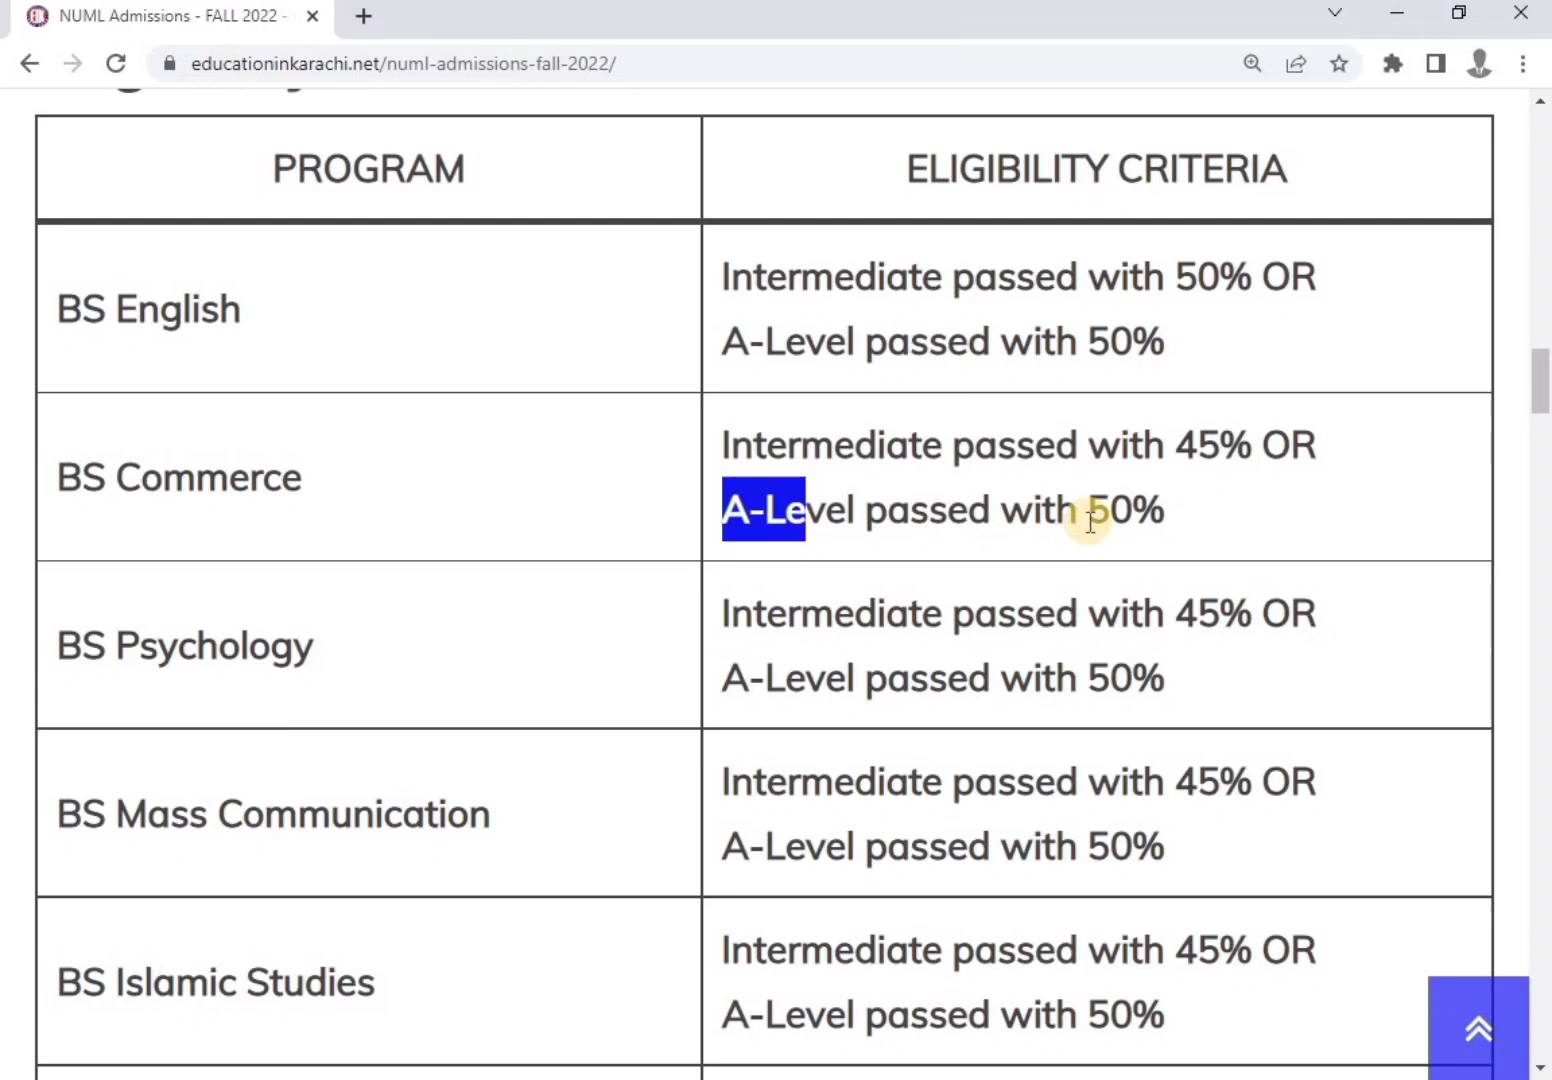 NUML Admissions - FALL 2022 -
educationinkarachi.net/numl-admissions-fall-2022/
PROGRAM
ELIGIBILITY CRITERIA
BS English
Intermediate passed with 50% OR
A-Level passed with 50%
BS Commerce
Intermediate passed with 45% OR
A-Level passed with 50%
BS Psychology
Intermediate passed with 45% OR
A-Level passed with 50%
BS Mass Communication
Intermediate passed with 45% OR
A-Level passed with 50%
BS Islamic Studies
Intermediate passed with 45% OR
A-Level passed with 50%